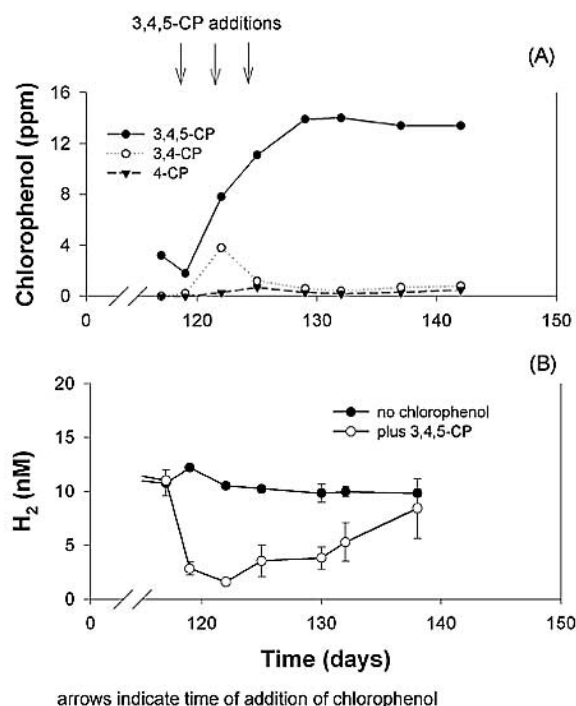 3,4,5-CP additions
(A)
16
12
8
4
0
Chlorophenol (ppm)
3,4,5-CP
3,4-CP
4-CP
0 120 130 140 150
(B)
20
15
10
5
0
H2 (nM)
no chlorophenol
plus 3,4,5-CP
0 120 130 140 150
Time (days)
arrows indicate time of addition of chlorophenol